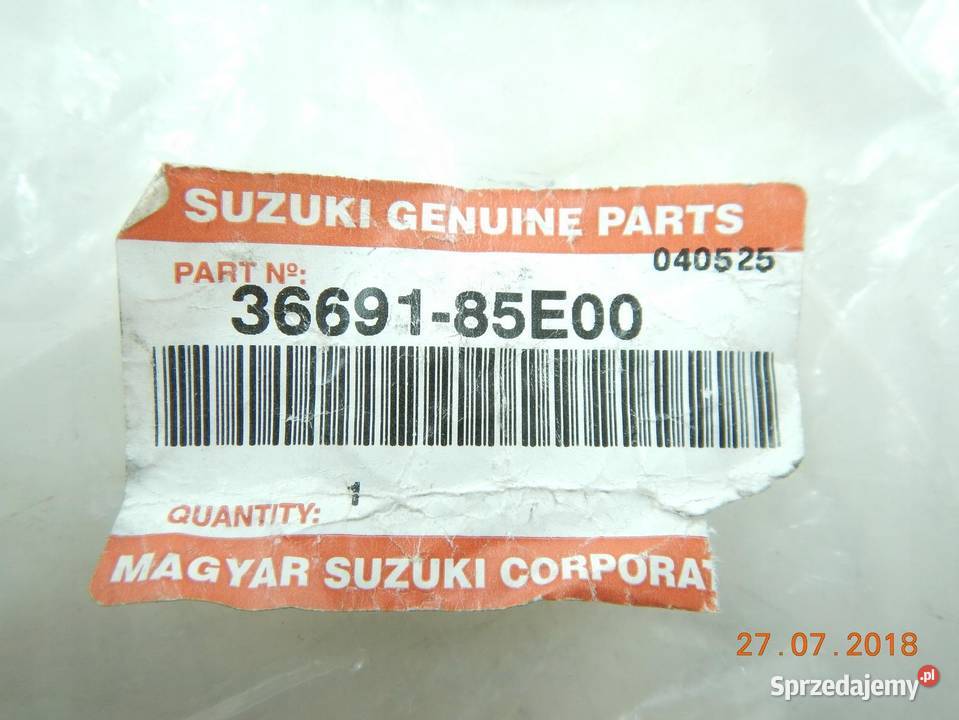 SUZUKI GENUINE PARTS
040525
PART Nº:
36691-85E00
QUANTITY: 1
MAGYAR SUZUKI CORPORAT
27.07.2018
Sprzedajemy.pl